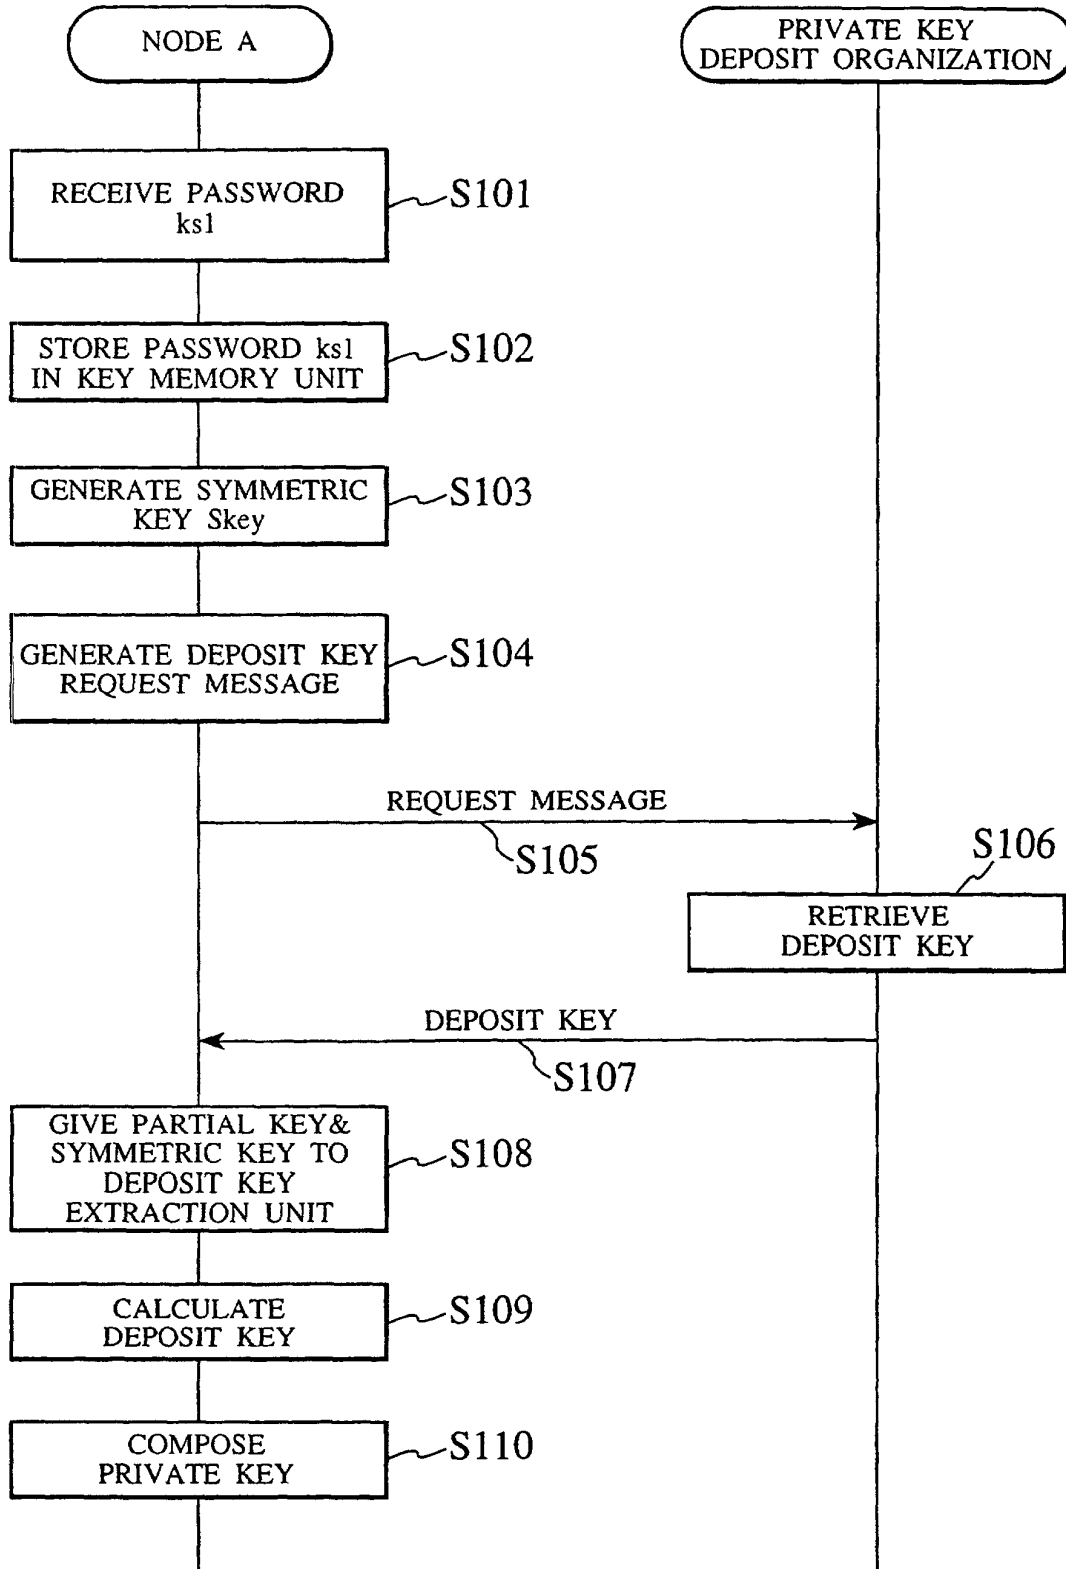 NODE A
PRIVATE KEY
DEPOSIT ORGANIZATION
RECEIVE PASSWORD
ks1
S101
STORE PASSWORD ks1
IN KEY MEMORY UNIT
S102
GENERATE SYMMETRIC
KEY Skey
S103
GENERATE DEPOSIT KEY
REQUEST MESSAGE
S104
REQUEST MESSAGE
S105
S106
RETRIEVE
DEPOSIT KEY
DEPOSIT KEY
S107
GIVE PARTIAL KEY&
SYMMETRIC KEY TO
DEPOSIT KEY
EXTRACTION UNIT
S108
CALCULATE
DEPOSIT KEY
S109
COMPOSE
PRIVATE KEY
S110